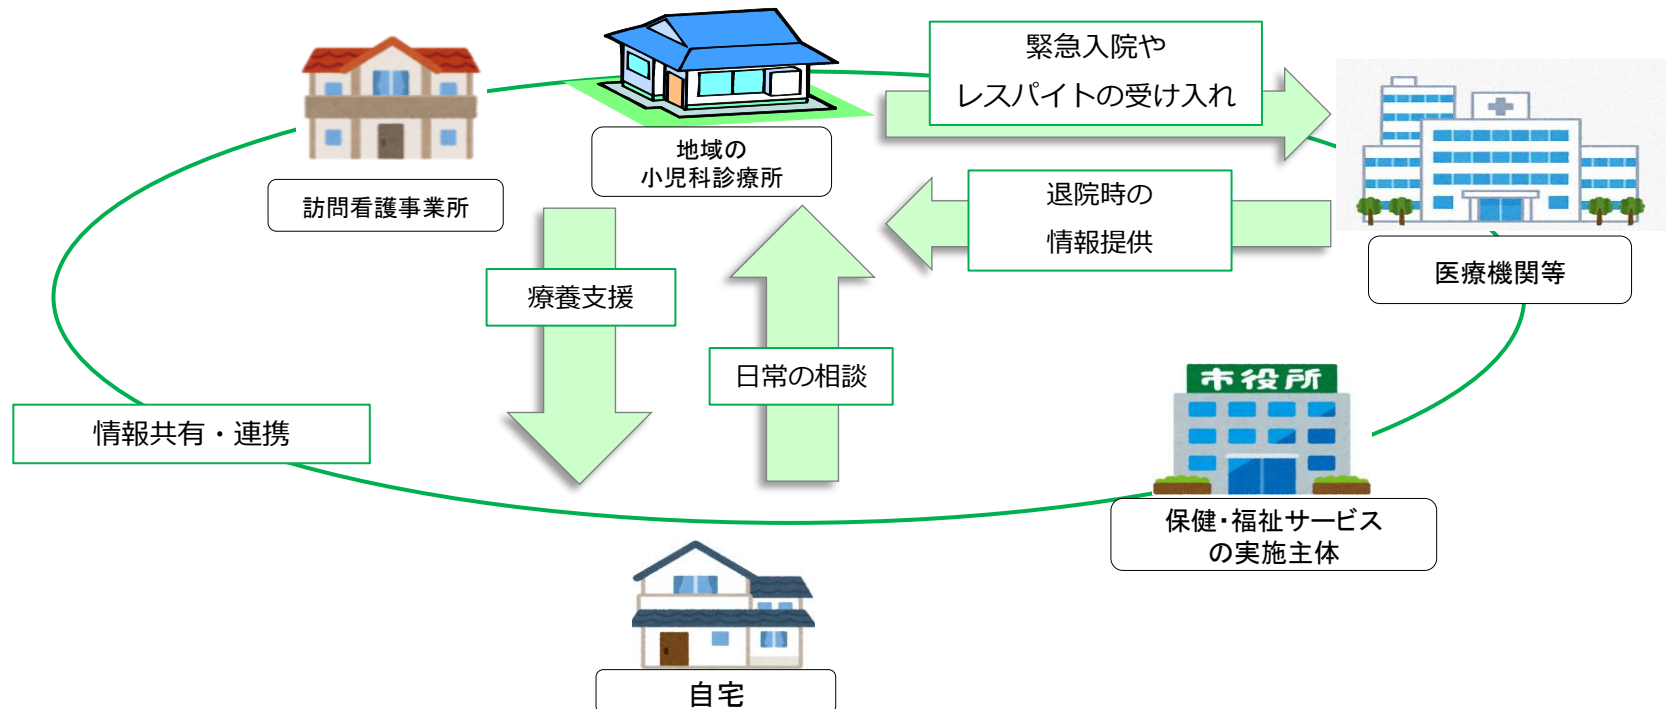 緊急入院や
レスパイトの受け入れ
地域の
小児科診療所
訪問看護事業所
退院時の
情報提供
医療機関等
療養支援
日常の相談
市役所
情報共有・連携
保健・福祉サービス
の実施主体
自宅